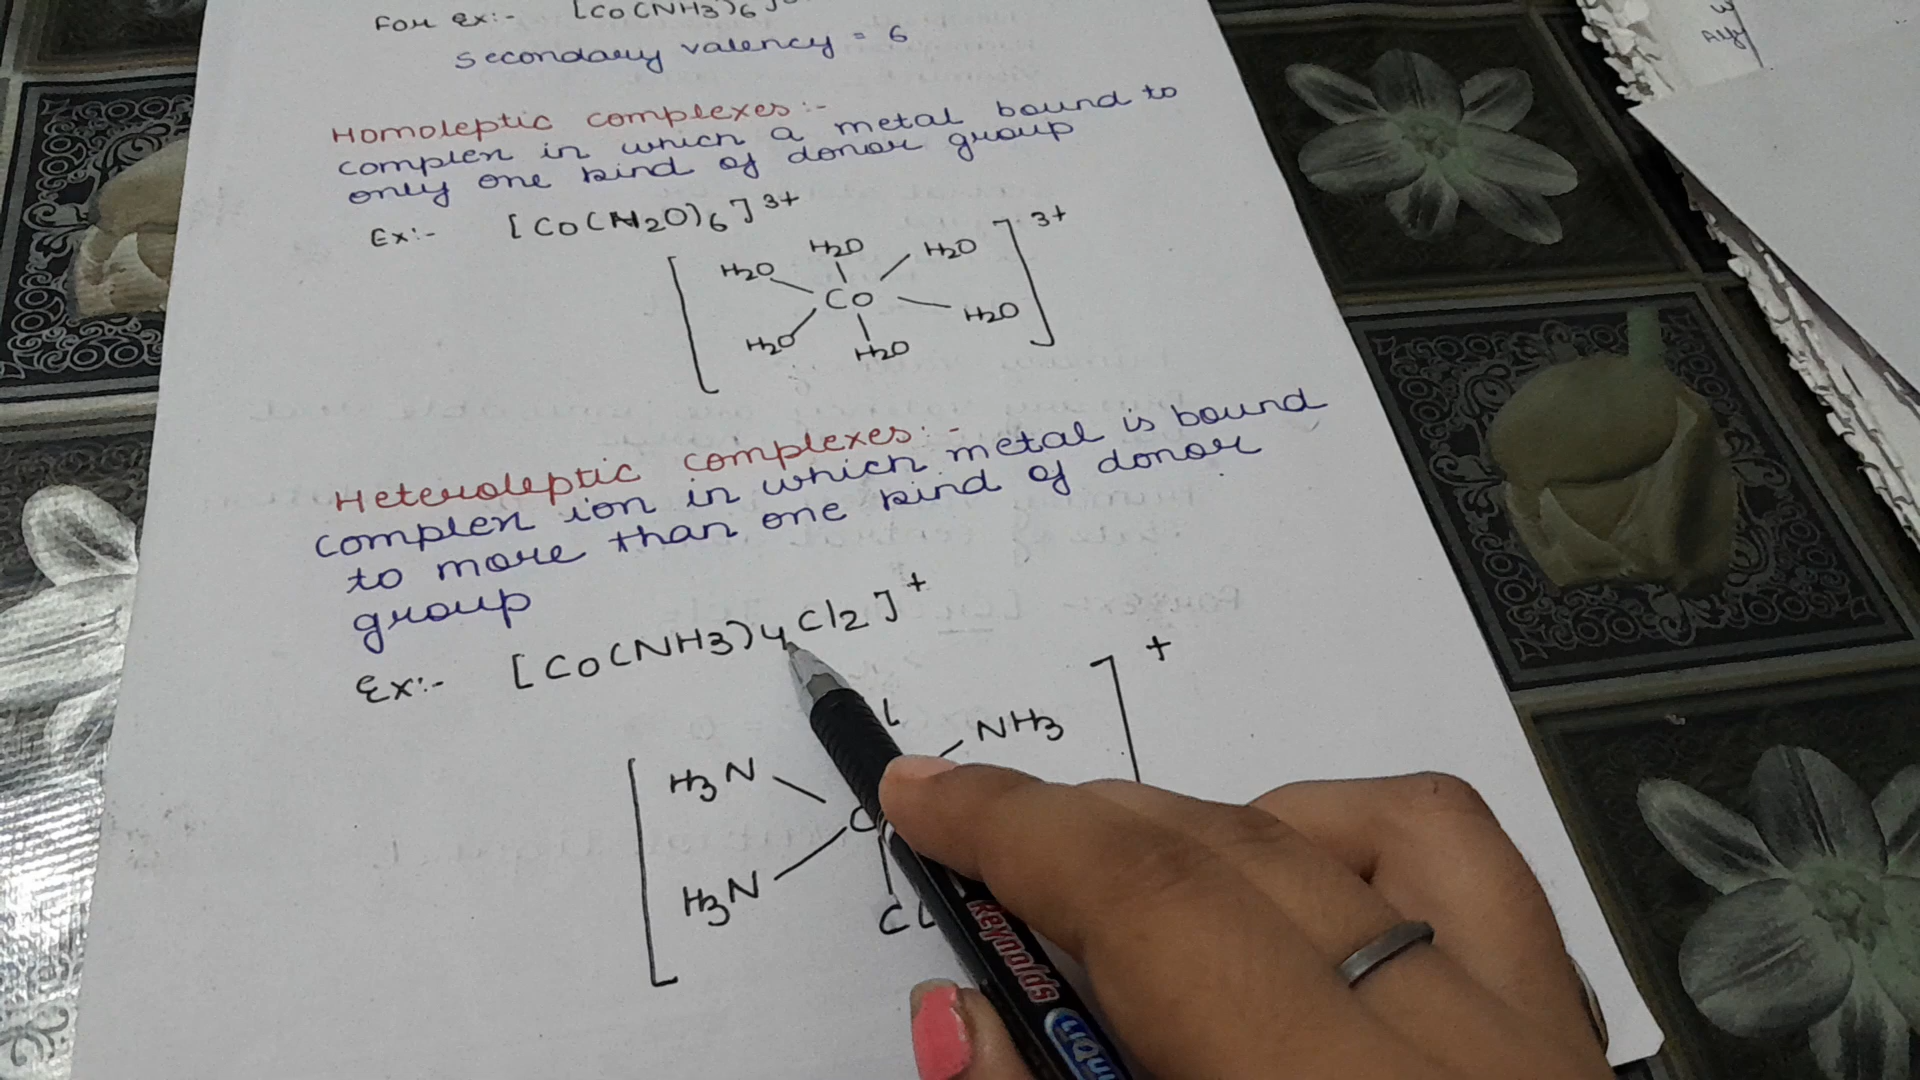 For Ex:- [Co(NH3)6]
secondary valency = 6
Homoleptic complexes:-
complex in which a metal bound to
only one kind of donor group
Ex:- [Co(H2O)6]3+
H2O H2O H2O ] 3+
Co
H2O H2O H2O
Heteroleptic complexes:-
complex ion in which metal is bound
to more than one kind of donor
group
Ex:- [Co(NH3)4Cl2]+
[ H3N l NH3 ] +
C
H3N Cl
Reynolds
LIQUI